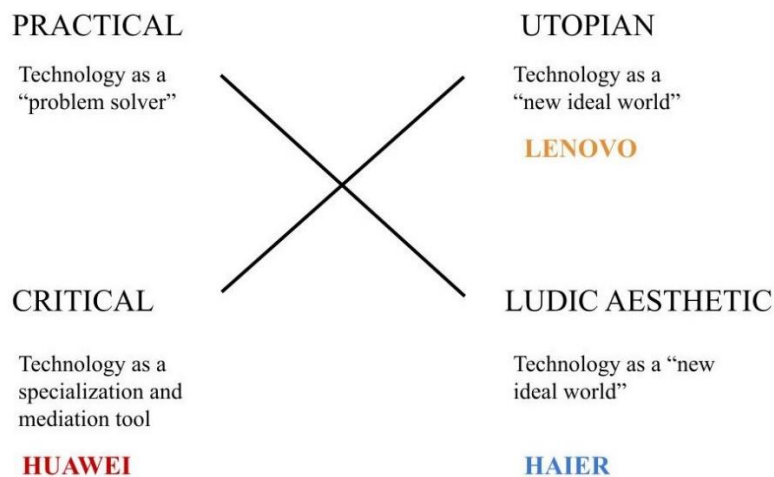 PRACTICAL
Technology as a
“problem solver”
UTOPIAN
Technology as a
“new ideal world”
LENOVO
CRITICAL
Technology as a
specialization and
mediation tool
HUAWEI
LUDIC AESTHETIC
Technology as a “new
ideal world”
HAIER